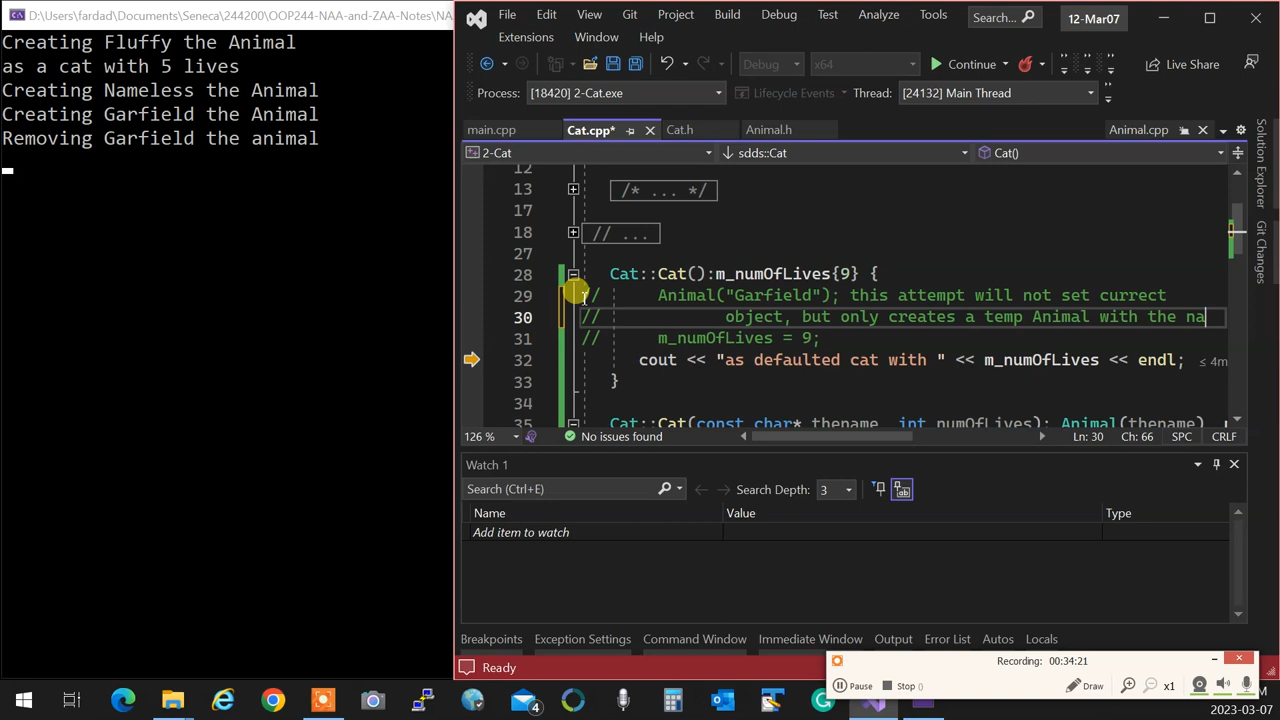 D:\Users\fardad\Documents\Seneca\244200\OOP244-NAA-and-ZAA-Notes\NA
Creating Fluffy the Animal
as a cat with 5 lives
Creating Nameless the Animal
Creating Garfield the Animal
Removing Garfield the animal
File Edit View Git Project Build Debug Test Analyze Tools Search... 12-Mar07
Extensions Window Help
Debug x64 Continue Live Share
Process: [18420] 2-Cat.exe Lifecycle Events Thread: [24132] Main Thread
main.cpp Cat.cpp* Cat.h Animal.h Animal.cpp
2-Cat sdds::Cat Cat()
12
13 /* ... */
17
18 // ...
27
28 Cat::Cat():m_numOfLives{9} {
29 // Animal("Garfield"); this attempt will not set currect
30 // object, but only creates a temp Animal with the na
31 // m_numOfLives = 9;
32 cout << "as defaulted cat with " << m_numOfLives << endl; ≤ 4m
33 }
34
35 Cat::Cat(const char* thename, int numOfLives): Animal(thename)
126 % No issues found Ln: 30 Ch: 66 SPC CRLF
Watch 1
Search (Ctrl+E) Search Depth: 3
Name Value Type
Add item to watch
Breakpoints Exception Settings Command Window Immediate Window Output Error List Autos Locals
Ready
Solution Explorer
Git Changes
Recording: 00:34:21
Pause Stop () Draw x1
4
2023-03-07